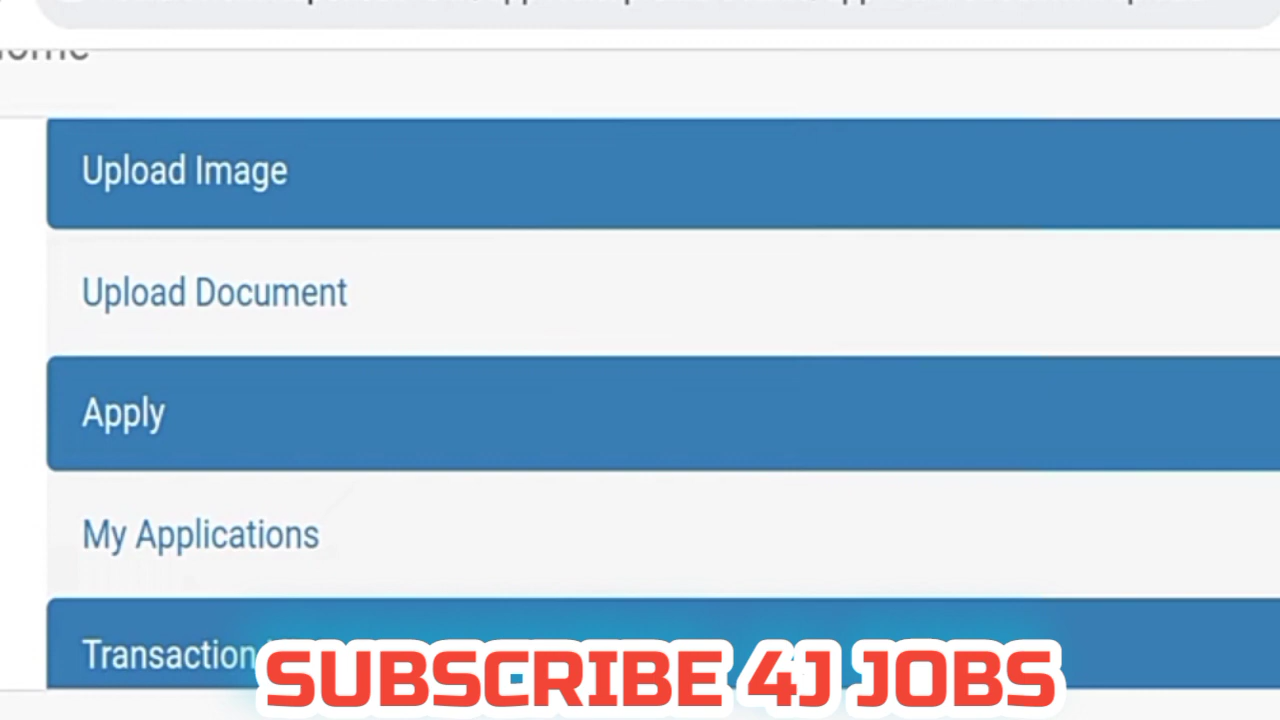 Upload Image
Upload Document
Apply
My Applications
Transaction
SUBSCRIBE 4J JOBS